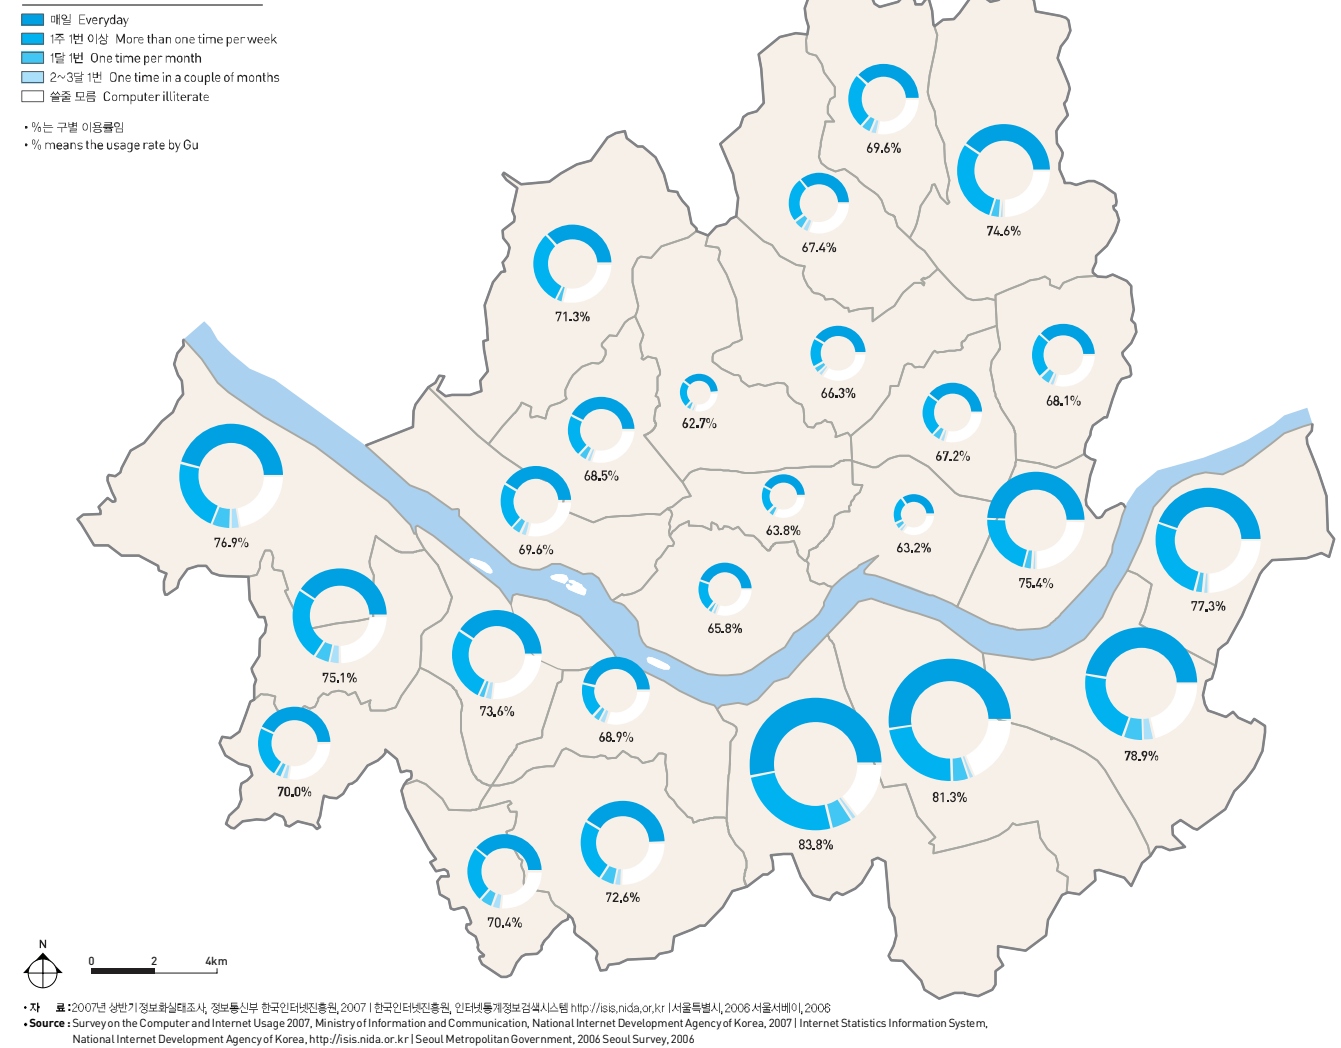 매일 Everyday
1주 1번 이상 More than one time per week
1달 1번 One time per month
2~3달 1번 One time in a couple of months
쓸줄 모름 Computer illiterate
• %는 구별 이용률임
• % means the usage rate by Gu
69.6%
74.6%
67.4%
71.3%
66.3%
68.1%
62.7%
67.2%
68.5%
63.8%
63.2%
76.9%
69.6%
75.4%
77.3%
65.8%
75.1%
73.6%
68.9%
78.9%
70.0%
81.3%
83.8%
72.6%
70.4%
N
0 2 4km
• 자 료 : 2007년 상반기 정보화실태조사, 정보통신부 한국인터넷진흥원, 2007 | 한국인터넷진흥원, 인터넷통계정보검색시스템 http://isis.nida.or.kr | 서울특별시, 2006 서울서베이, 2006
• Source : Survey on the Computer and Internet Usage 2007, Ministry of Information and Communication, National Internet Development Agency of Korea, 2007 | Internet Statistics Information System,
National Internet Development Agency of Korea, http://isis.nida.or.kr | Seoul Metropolitan Government, 2006 Seoul Survey, 2006